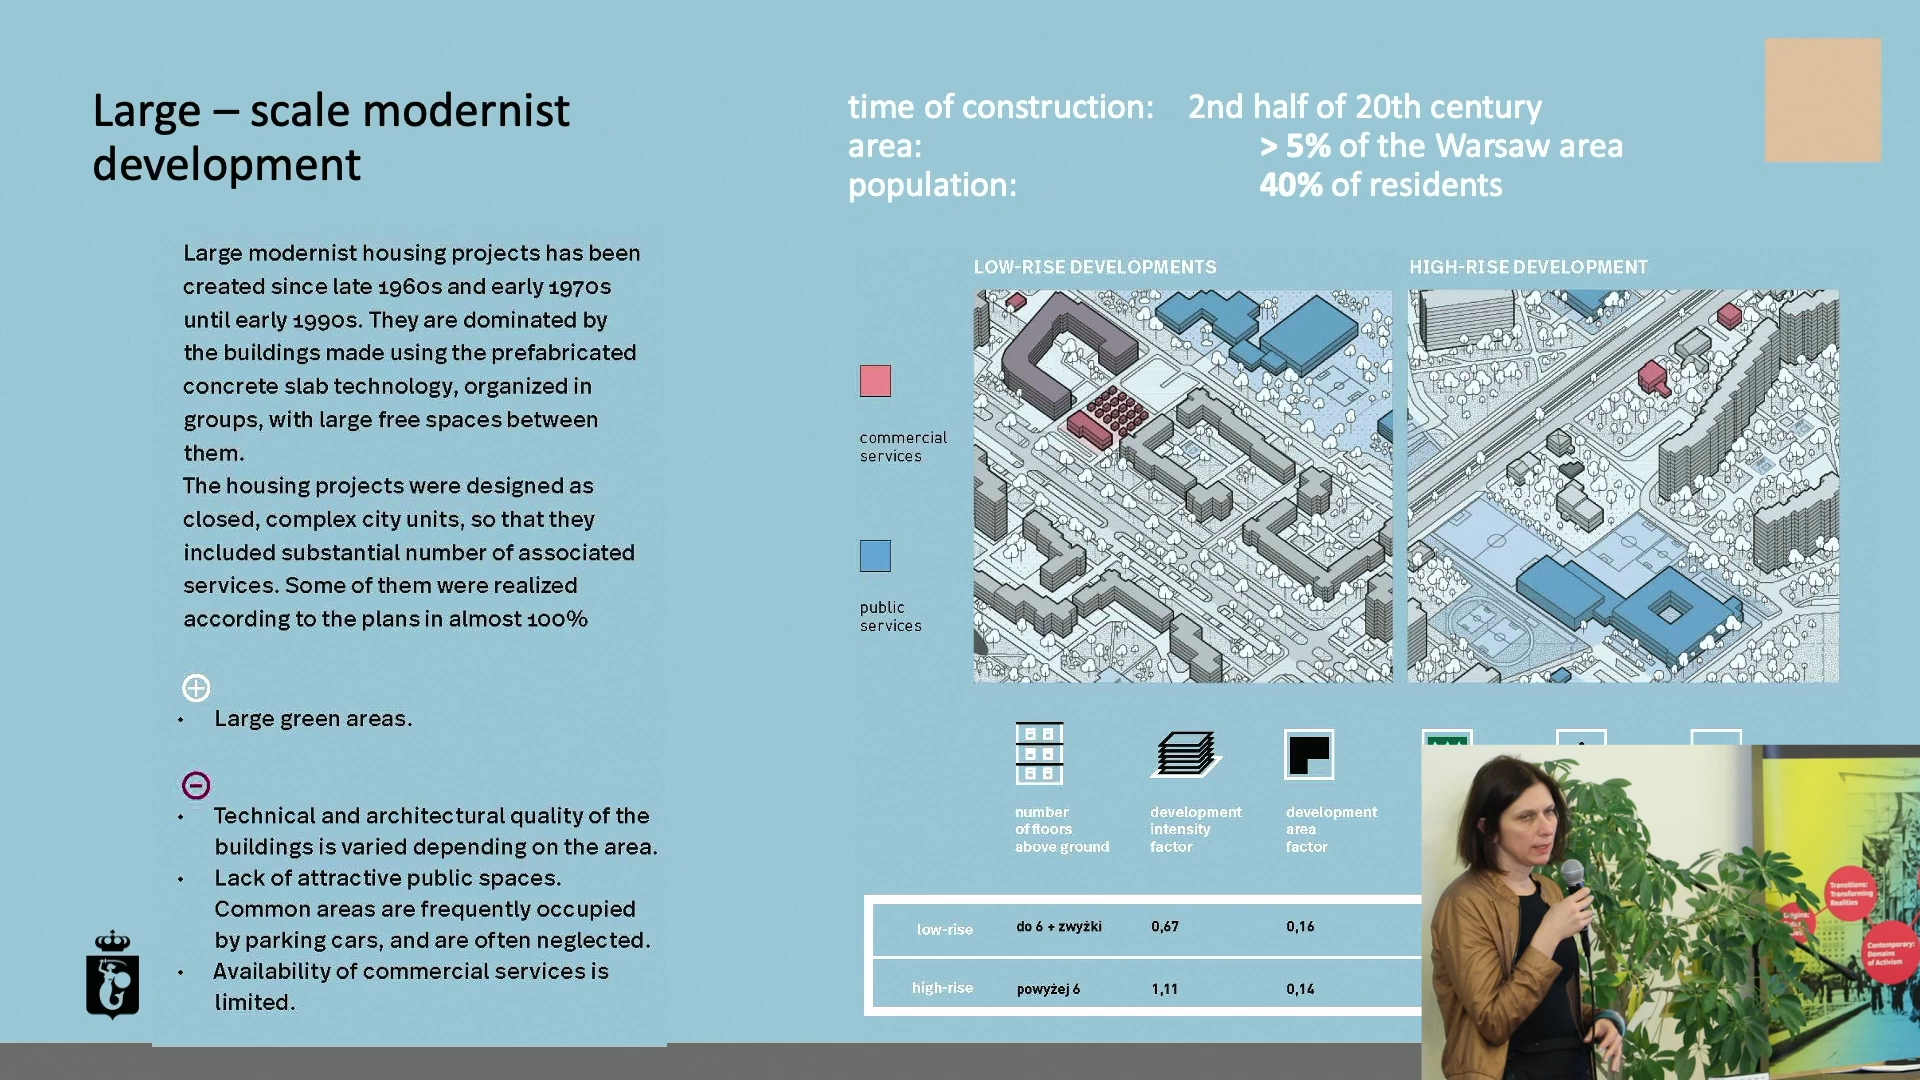 Large – scale modernist
development
time of construction: 2nd half of 20th century
area: > 5% of the Warsaw area
population: 40% of residents
Large modernist housing projects has been
created since late 1960s and early 1970s
until early 1990s. They are dominated by
the buildings made using the prefabricated
concrete slab technology, organized in
groups, with large free spaces between
them.
The housing projects were designed as
closed, complex city units, so that they
included substantial number of associated
services. Some of them were realized
according to the plans in almost 100%
• Large green areas.
• Technical and architectural quality of the
buildings is varied depending on the area.
• Lack of attractive public spaces.
Common areas are frequently occupied
by parking cars, and are often neglected.
• Availability of commercial services is
limited.
LOW-RISE DEVELOPMENTS
HIGH-RISE DEVELOPMENT
commercial
services
public
services
number
of floors
above ground
development
intensity
factor
development
area
factor
low-rise do 6 + zwyżki 0,67 0,16
high-rise powyżej 6 1,11 0,14
Transitions:
Transforming
Realities
Contemporary:
Domains
of Activism